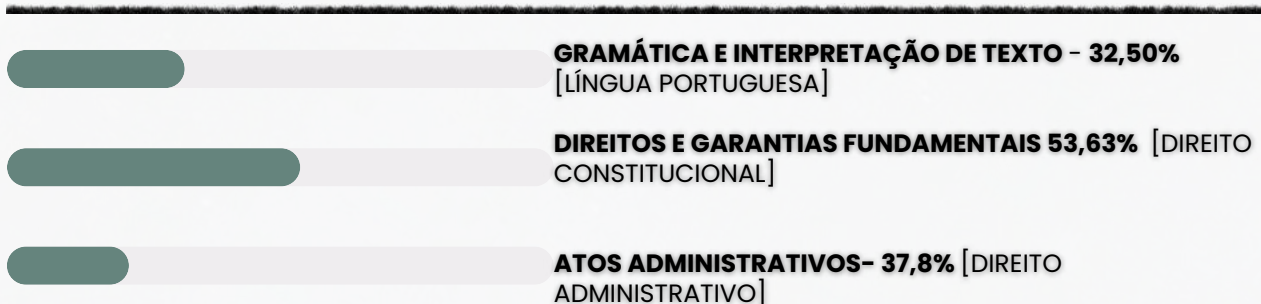 GRAMÁTICA E INTERPRETAÇÃO DE TEXTO - 32,50%
[LÍNGUA PORTUGUESA]
DIREITOS E GARANTIAS FUNDAMENTAIS 53,63% [DIREITO
CONSTITUCIONAL]
ATOS ADMINISTRATIVOS- 37,8% [DIREITO
ADMINISTRATIVO]